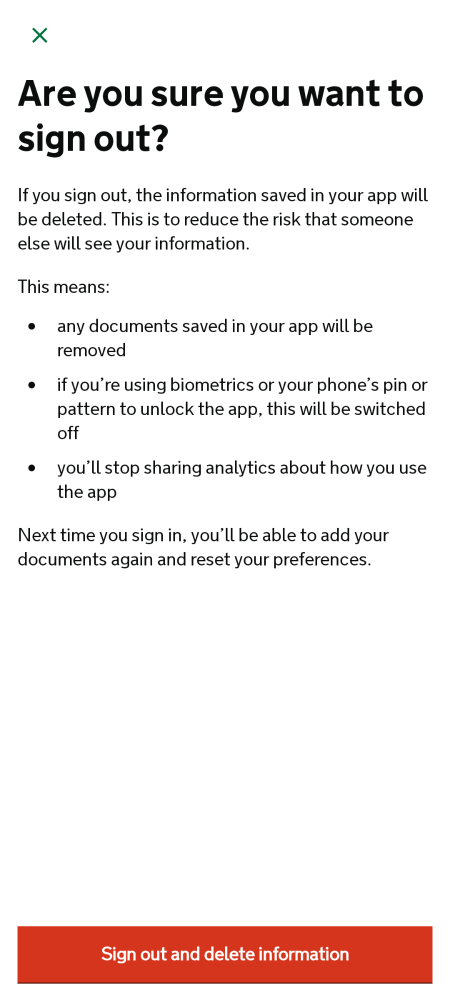 Are you sure you want to
sign out?
If you sign out, the information saved in your app will
be deleted. This is to reduce the risk that someone
else will see your information.
This means:
• any documents saved in your app will be
removed
• if you’re using biometrics or your phone’s pin or
pattern to unlock the app, this will be switched
off
• you’ll stop sharing analytics about how you use
the app
Next time you sign in, you’ll be able to add your
documents again and reset your preferences.
Sign out and delete information